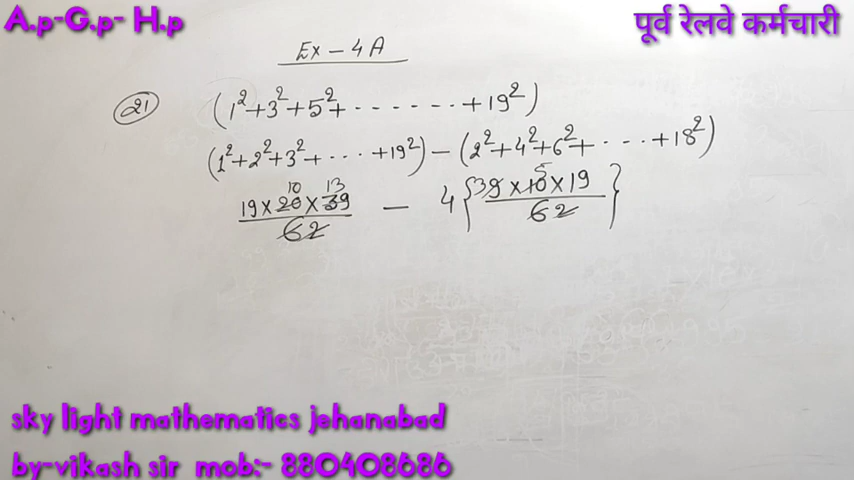 A.p-G.p- H.p
पूर्व रेलवे कर्मचारी
Ex - 4A
21 (1²+3²+5²+ - - - - - - +19²)
(1²+2²+3²+ - - - +19²) - (2²+4²+6²+ - - - +18²)
10 13 5
19×20×39 - 4{39×10×19}
62 62
sky light mathematics jehanabad
by-vikash sir mob:- 880408686